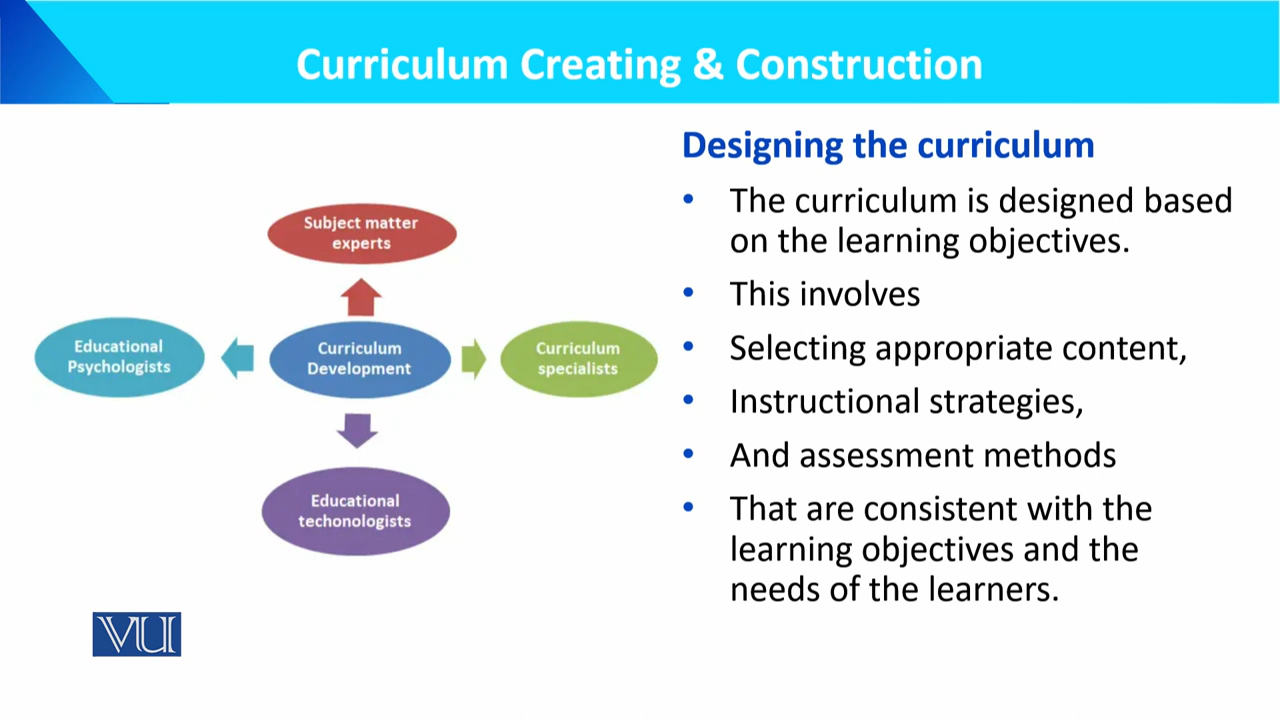 Curriculum Creating & Construction
Designing the curriculum
• The curriculum is designed based
on the learning objectives.
• This involves
• Selecting appropriate content,
• Instructional strategies,
• And assessment methods
• That are consistent with the
learning objectives and the
needs of the learners.
Subject matter
experts
Educational
Psychologists
Curriculum
Development
Curriculum
specialists
Educational
techonologists
VU